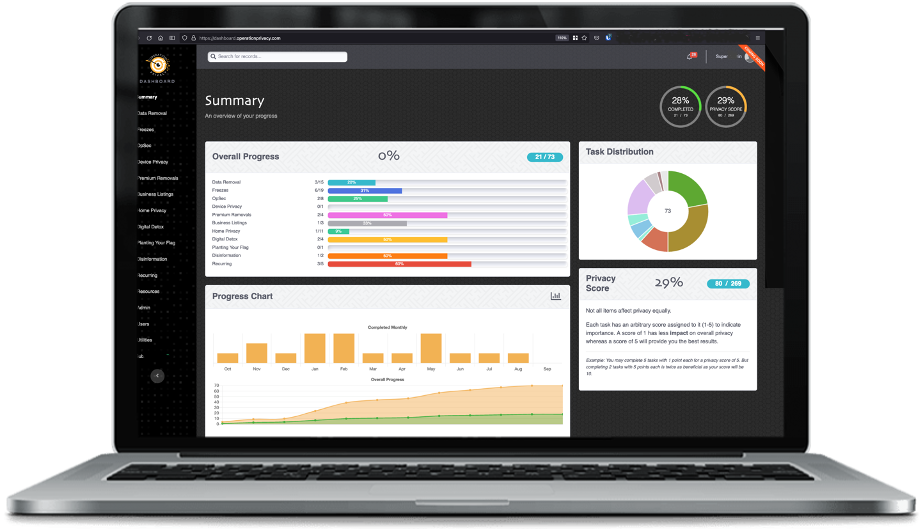 https://dashboard.operationprivacy.com
Search for records...
Super
DASHBOARD
Summary
Data Removal
Freezes
OpSec
Device Privacy
Premium Removals
Business Listings
Home Privacy
Digital Detox
Planting Your Flag
Disinformation
Recurring
Resources
Admin
Users
Utilities
Summary
An overview of your progress
28%
COMPLETED
21 / 73
29%
PRIVACY SCORE
80 / 269
Overall Progress
0%
21 / 73
Data Removal 3/15
Freezes 6/19 31%
OpSec 2/8 25%
Device Privacy 0/1
Premium Removals 2/4 50%
Business Listings 1/3 33%
Home Privacy 1/11 9%
Digital Detox 2/4 50%
Planting Your Flag 0/1
Disinformation 1/2 50%
Recurring 3/5 60%
Task Distribution
73
Privacy
Score
29%
80 / 269
Not all items affect privacy equally.
Each task has an arbitrary score assigned to it (1-5) to indicate
importance. A score of 1 has less impact on overall privacy
whereas a score of 5 will provide you the best results.
Example: You may complete 5 tasks with 1 point each for a privacy score of 5. But
completing 2 tasks with 5 points each is twice as beneficial as your score will be
10.
Progress Chart
Completed Monthly
Oct Nov Dec Jan Feb Mar Apr May Jun Jul Aug Sep
Overall Progress
70
60
50
40
30
20
10
0